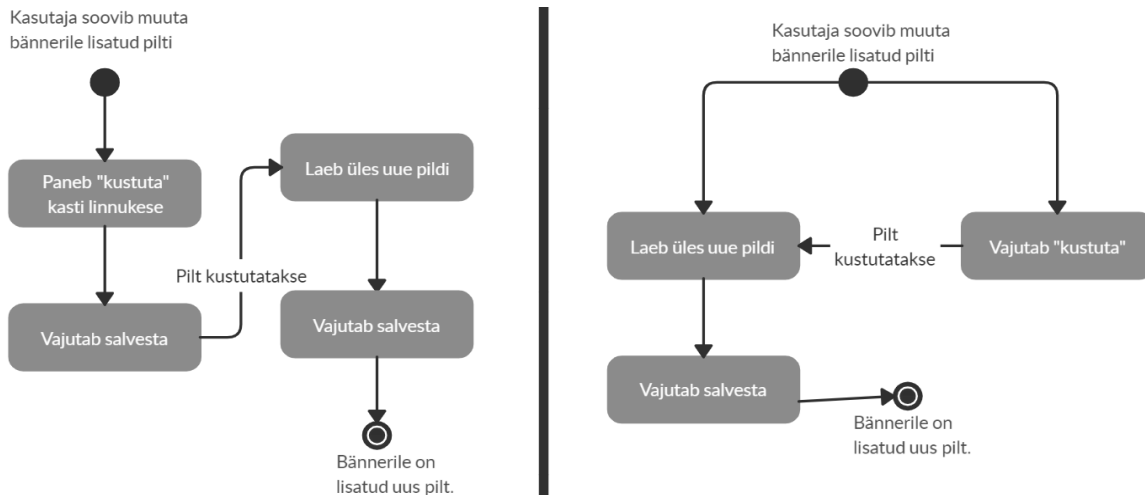 Kasutaja soovib muuta
bännerile lisatud pilti
Paneb "kustuta"
kasti linnukese
Vajutab salvesta
Pilt kustutatakse
Laeb üles uue pildi
Vajutab salvesta
Bännerile on
lisatud uus pilt.
Kasutaja soovib muuta
bännerile lisatud pilti
Laeb üles uue pildi
Pilt
kustutatakse
Vajutab "kustuta"
Vajutab salvesta
Bännerile on
lisatud uus pilt.